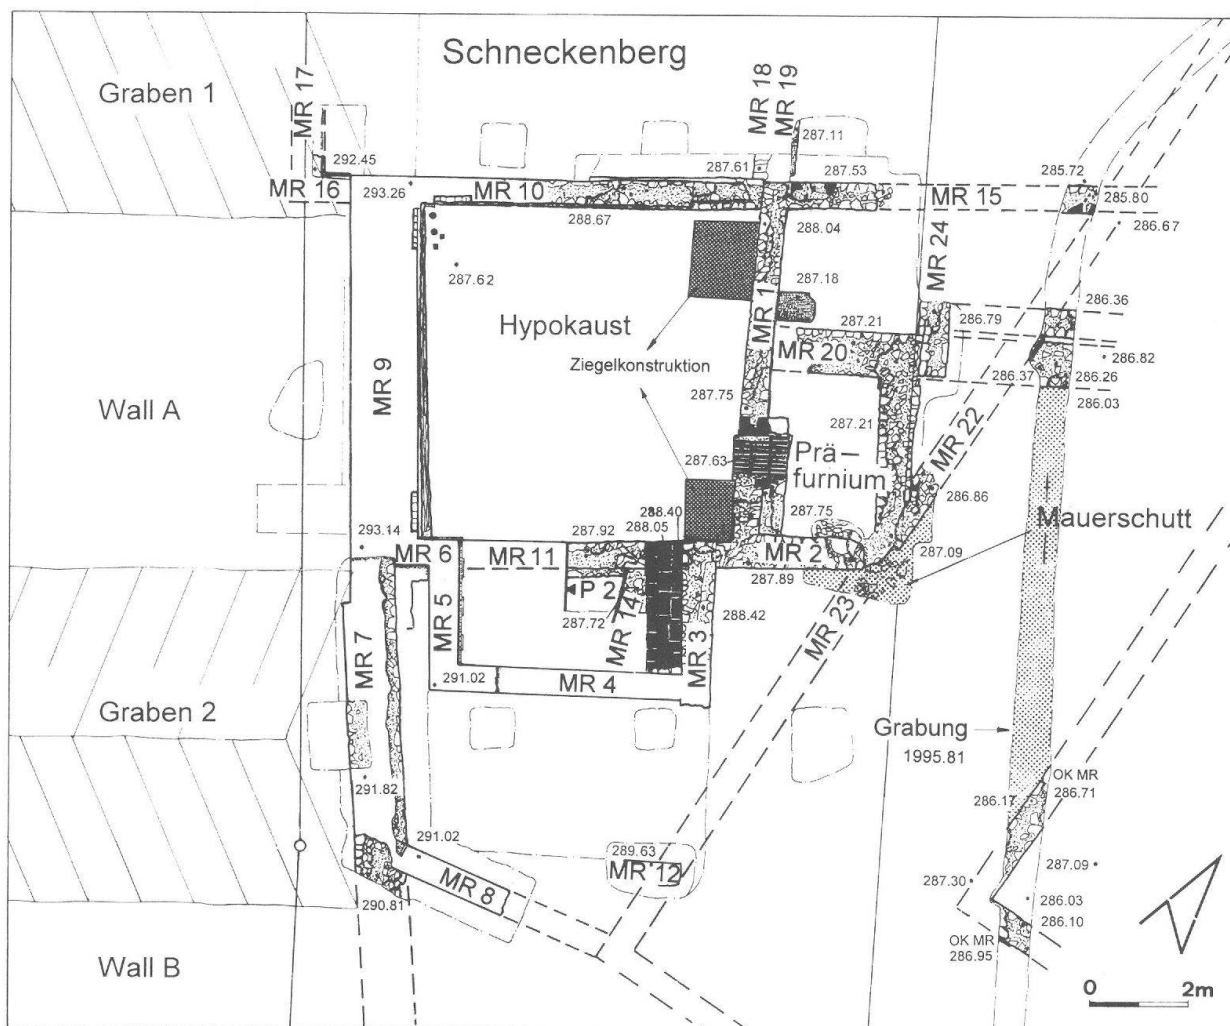 Schneckenberg
Graben 1
MR 17
MR 18
MR 19
287.11
292.45
287.61
287.53
285.72
MR 16
293.26
MR 10
MR 15
285.80
288.67
288.04
286.67
MR 24
287.62
287.18
MR 1
286.36
Hypokaust
287.21
286.79
Ziegelkonstruktion
MR 20
286.82
286.37
286.26
MR 9
287.75
286.03
Wall A
287.21
MR 22
287.63
Prä–
furnium
286.86
288.40
287.92
288.05
287.75
Mauerschutt
293.14
MR 6
MR 11
MR 2
287.09
287.89
P 2
MR 5
287.72
MR 14
288.42
MR 23
MR 7
MR 3
291.02
MR 4
Graben 2
Grabung
1995.81
OK MR
286.71
291.82
286.17
291.02
289.63
MR 12
287.09
287.30
MR 8
290.81
286.03
286.10
OK MR
286.95
Wall B
0 2m